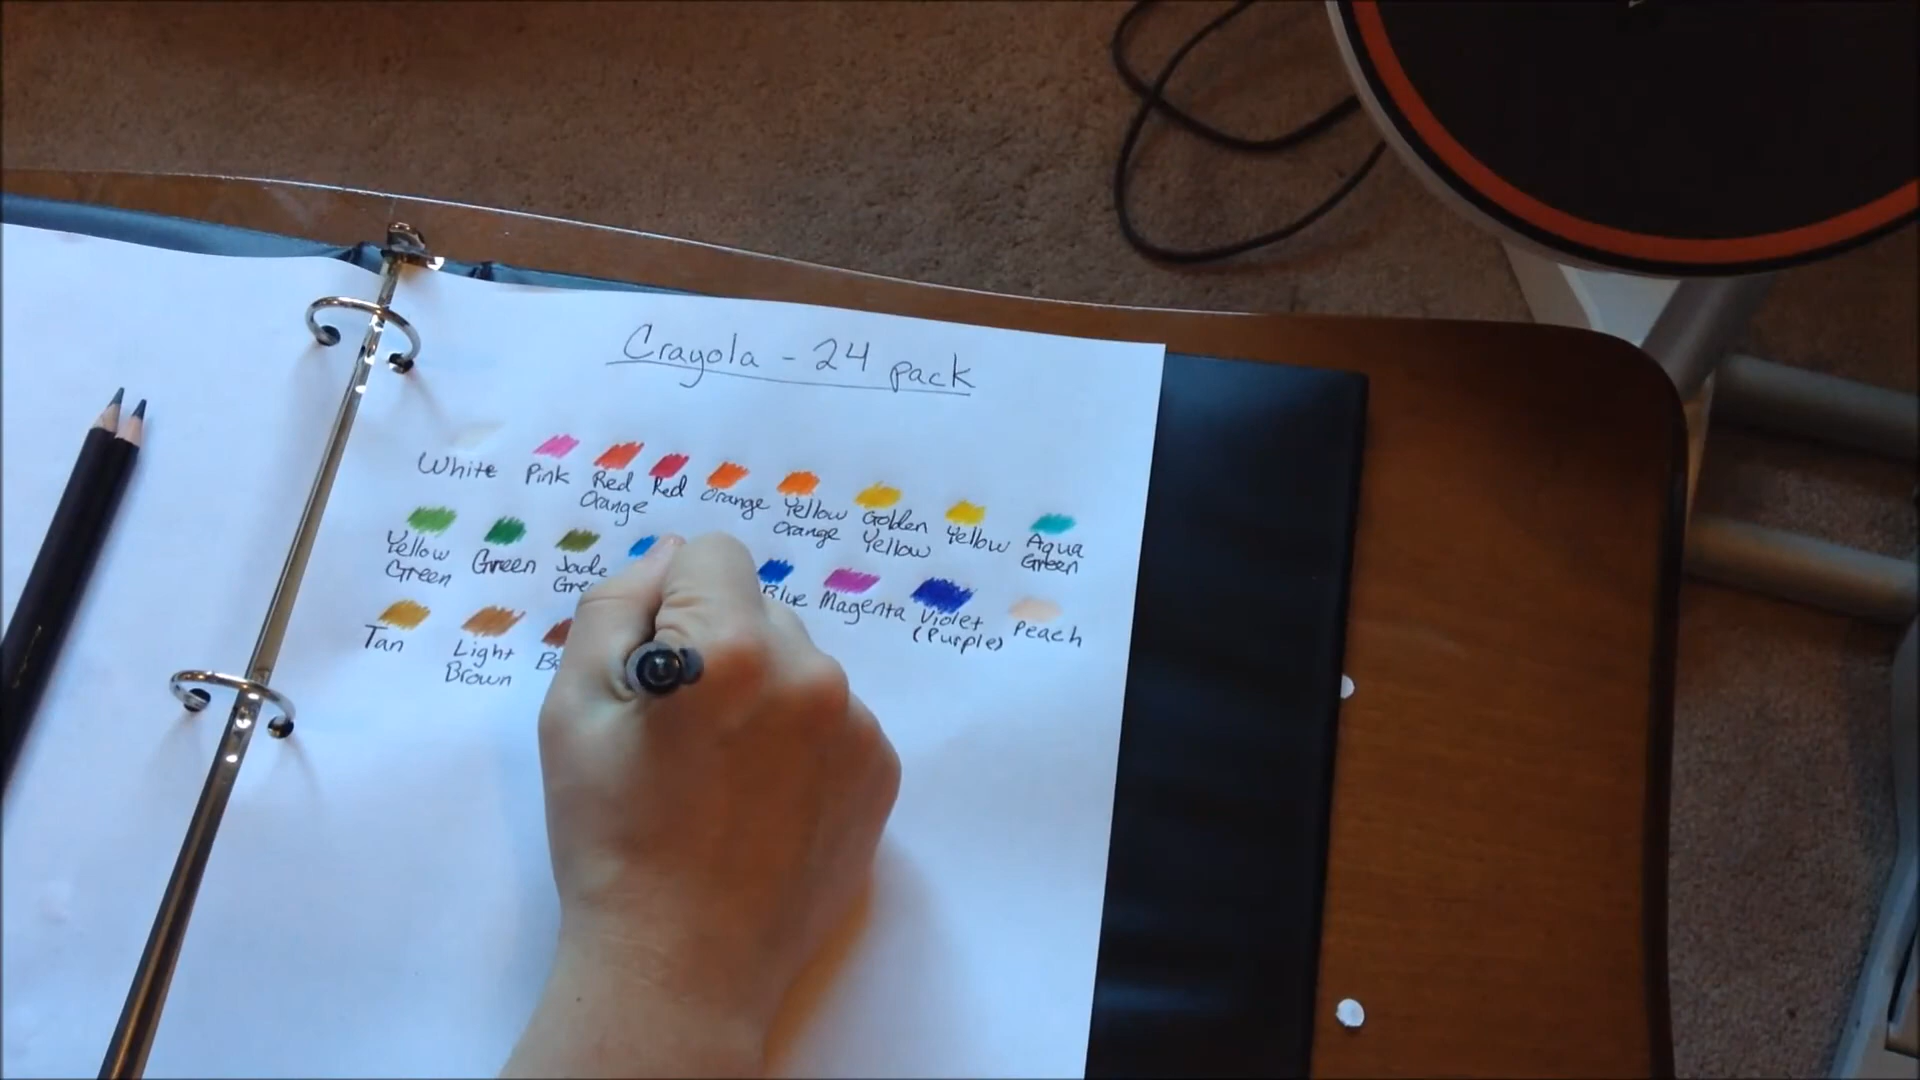 Crayola - 24 pack
White Pink Red Orange Red Orange Yellow Orange Golden Yellow Yellow Aqua Green
Yellow Green Green Jade Blue Magenta Violet (Purple) Peach
Tan Light Brown